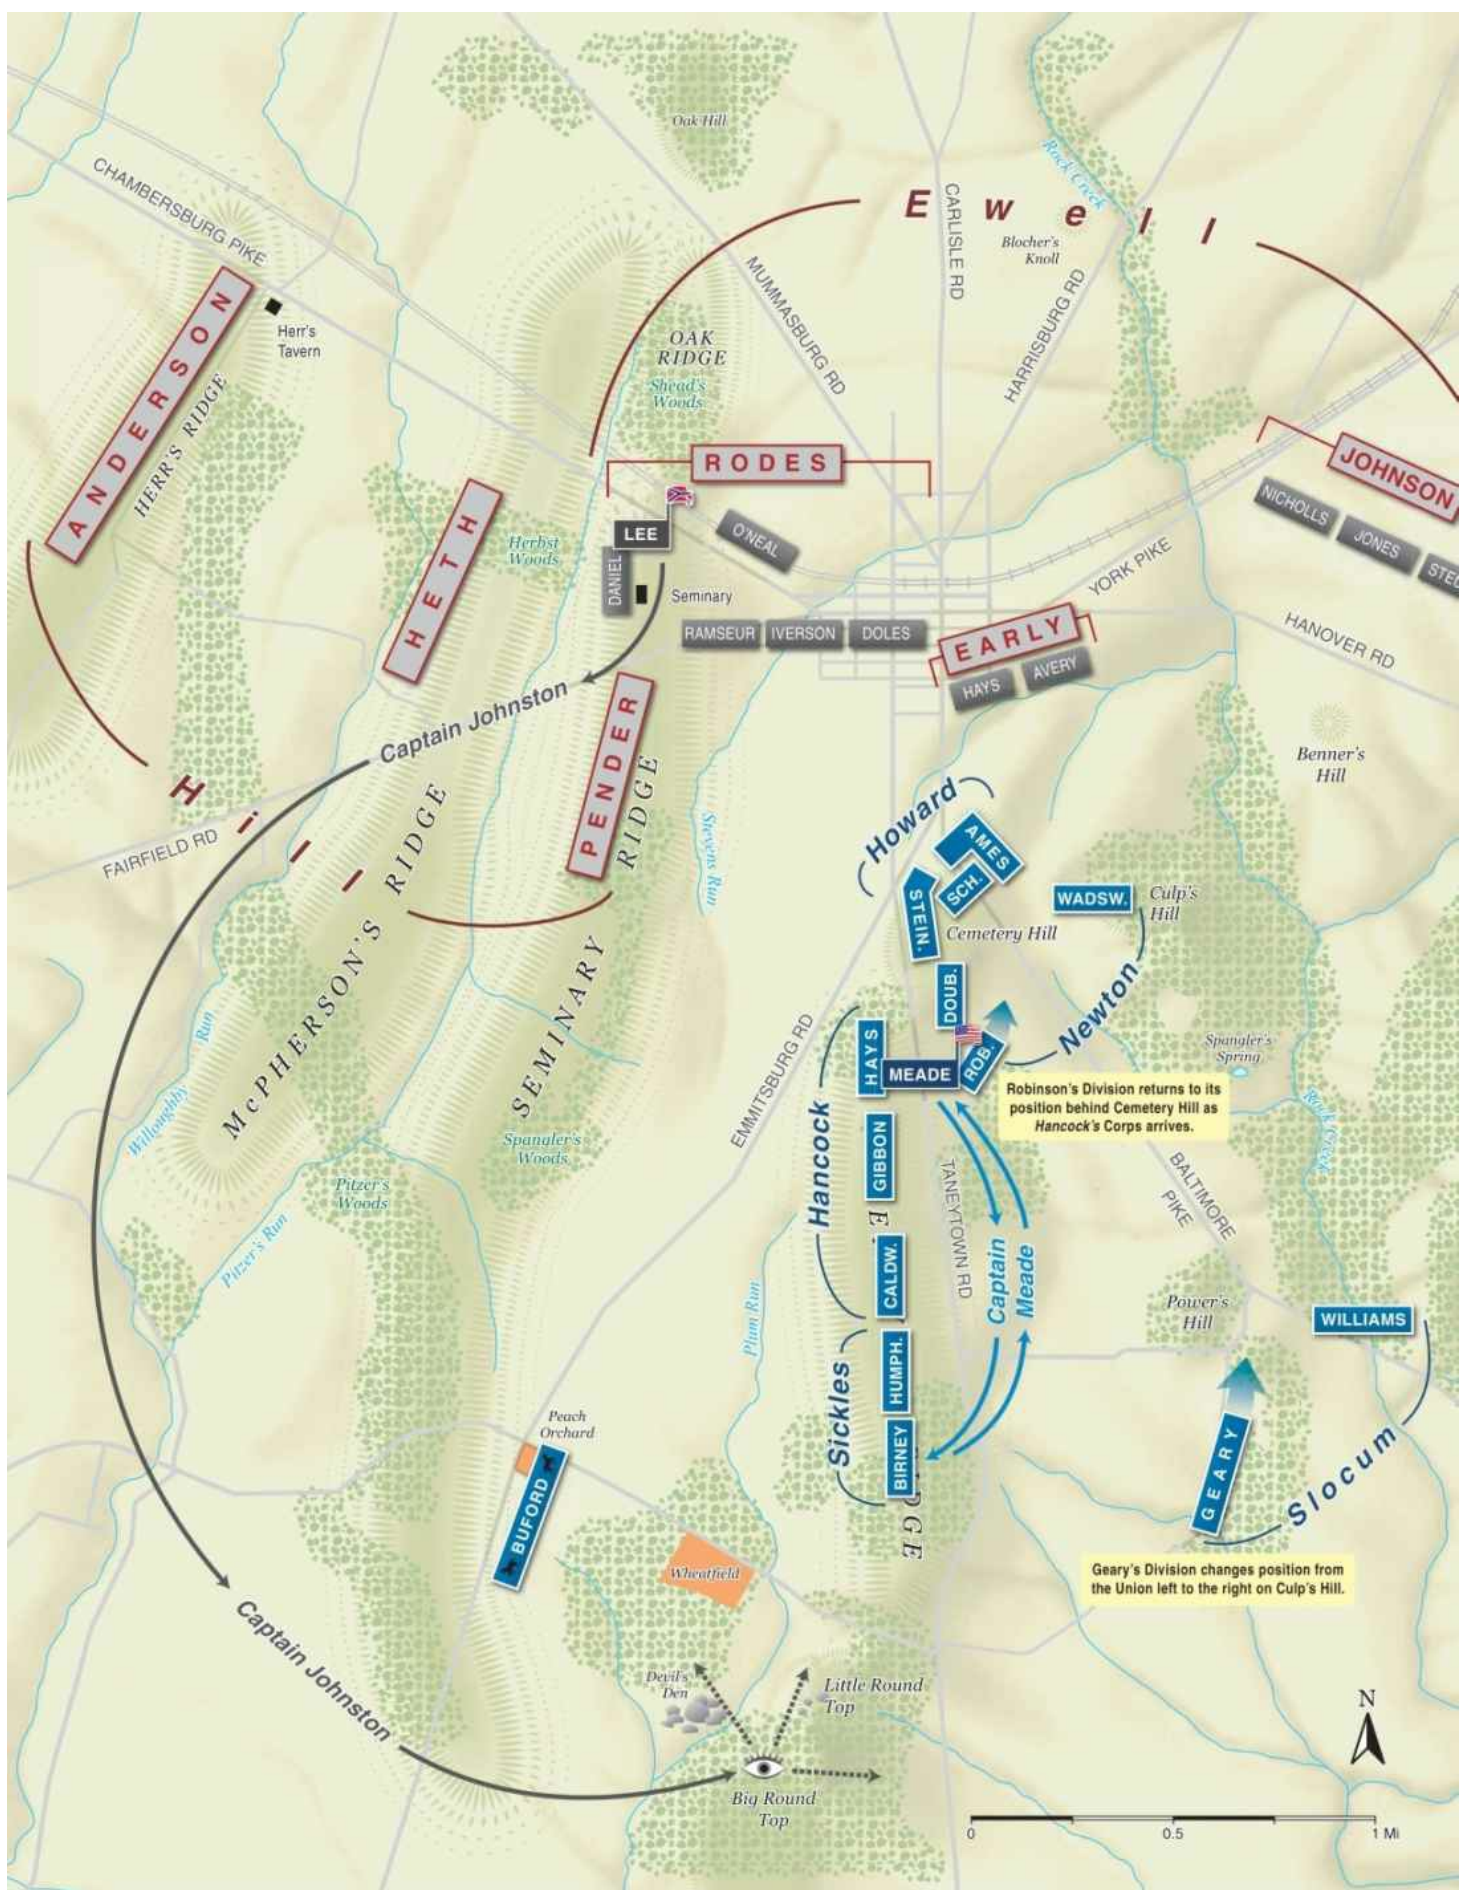 Oak Hill
Rock Creek
CHAMBERSBURG PIKE
Ewell
CARLISLE RD
Blocher's
Knoll
MUMMASBURG RD
HARRISBURG RD
ANDERSON
Herr's
Tavern
HERR'S RIDGE
OAK
RIDGE
Shead's
Woods
RODES
JOHNSON
NICHOLLS
JONES
HETH
Herbst
Woods
LEE
O'NEAL
DANIEL
Seminary
YORK PIKE
RAMSEUR
IVERSON
DOLES
EARLY
HAYS
AVERY
HANOVER RD
Captain Johnston
PENDER
Benner's
Hill
Hill
FAIRFIELD RD
McPHERSON'S RIDGE
SEMINARY RIDGE
Stevens Run
Howard
AMES
SCH.
STEIN.
WADSW.
Culp's
Hill
Cemetery Hill
DOUB.
Newton
HAYS
MEADE
ROB.
Spangler's
Spring
Robinson's Division returns to its
position behind Cemetery Hill as
Hancock's Corps arrives.
EMMITSBURG RD
Willoughby Run
Rock Creek
Hancock
GIBBON
E
TANEYTOWN RD
BALTIMORE
PIKE
Spangler's
Woods
Pitzer's
Woods
Pitzer's Run
Plum Run
CALDW.
Captain
Meade
Power's
Hill
WILLIAMS
Sickles
HUMPH.
BIRNEY
DGE
Peach
Orchard
BUFORD
GEARY
Slocum
Wheatfield
Geary's Division changes position from
the Union left to the right on Culp's Hill.
Captain Johnston
Devil's
Den
Little Round
Top
Big Round
Top
N
0 0.5 1 Mi